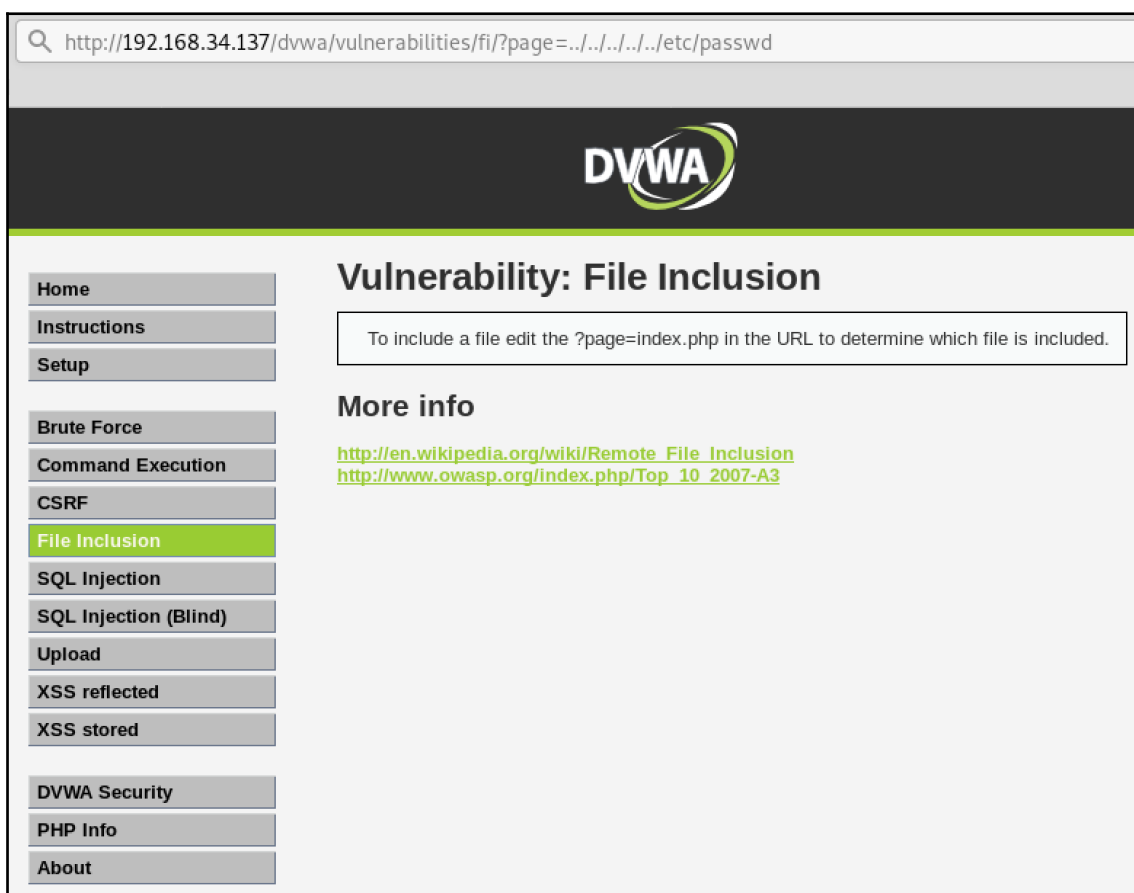 http://192.168.34.137/dvwa/vulnerabilities/fi/?page=../../../../../etc/passwd
DVWA
Home
Instructions
Setup
Brute Force
Command Execution
CSRF
File Inclusion
SQL Injection
SQL Injection (Blind)
Upload
XSS reflected
XSS stored
DVWA Security
PHP Info
About
Vulnerability: File Inclusion
To include a file edit the ?page=index.php in the URL to determine which file is included.
More info
http://en.wikipedia.org/wiki/Remote_File_Inclusion
http://www.owasp.org/index.php/Top_10_2007-A3